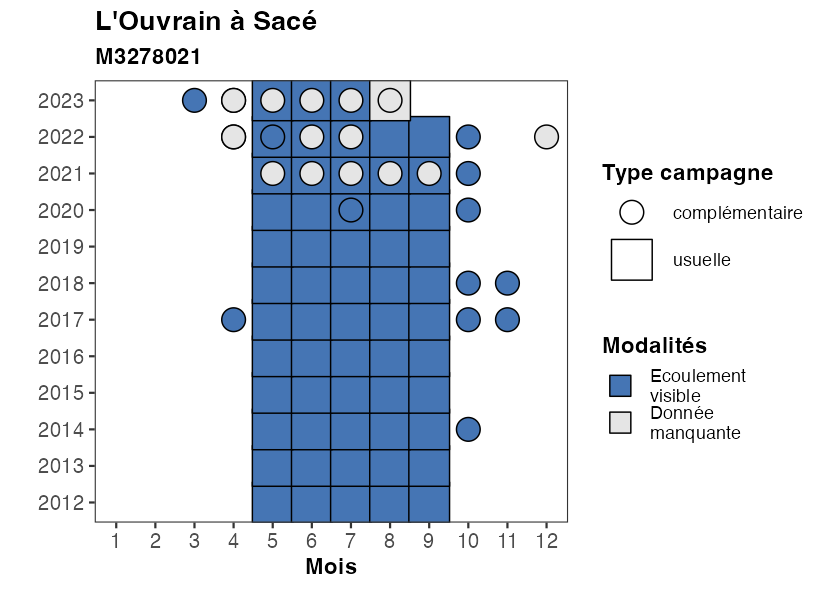 L'Ouvrain à Sacé
M3278021
2023
2022
2021
2020
2019
2018
2017
2016
2015
2014
2013
2012
1 2 3 4 5 6 7 8 9 10 11 12
Mois
Type campagne
complémentaire
usuelle
Modalités
Ecoulement
visible
Donnée
manquante